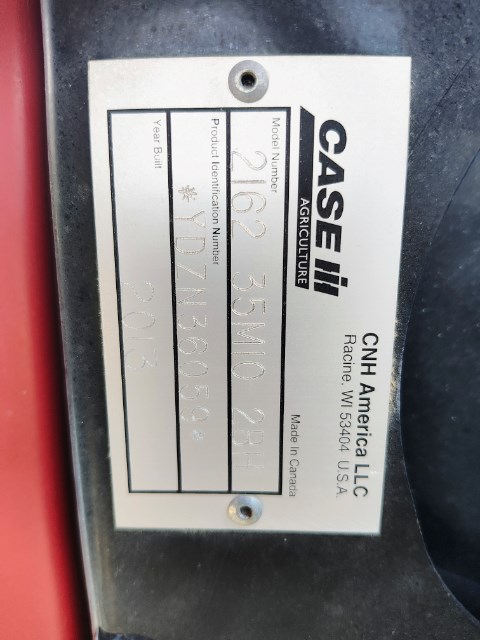 CASE IH
AGRICULTURE
CNH America LLC
Racine, WI 53404 U.S.A.
Model Number
Made In Canada
2162 35M10 2BH
Product Identification Number
*YDZN36059*
Year Built
2013